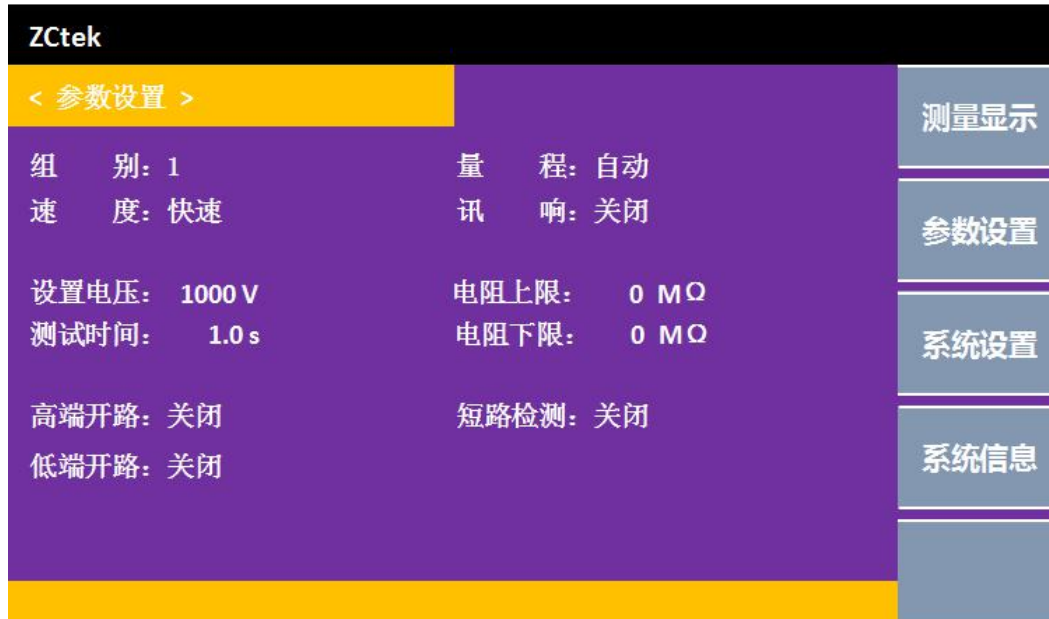 ZCtek
< 参数设置 >
组 别：1 量 程：自动
速 度：快速 讯 响：关闭
设置电压： 1000 V 电阻上限： 0 MΩ
测试时间： 1.0 s 电阻下限： 0 MΩ
高端开路：关闭 短路检测：关闭
低端开路：关闭
测量显示
参数设置
系统设置
系统信息